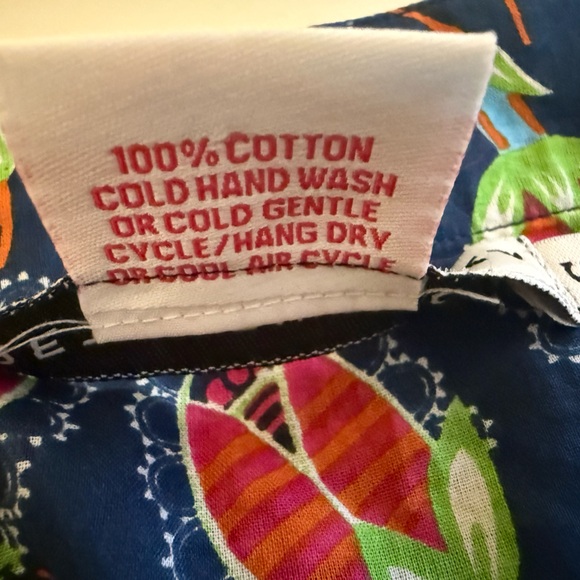 100% COTTON
COLD HAND WASH
OR COLD GENTLE
CYCLE/HANG DRY
OR COOL AIR CYCLE